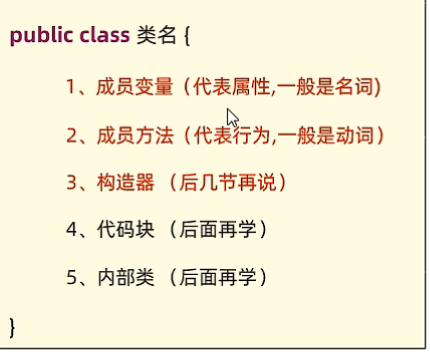 public class 类名 {
1、成员变量（代表属性,一般是名词)
2、成员方法（代表行为,一般是动词）
3、构造器 （后几节再说）
4、代码块 （后面再学）
5、内部类 （后面再学）
}